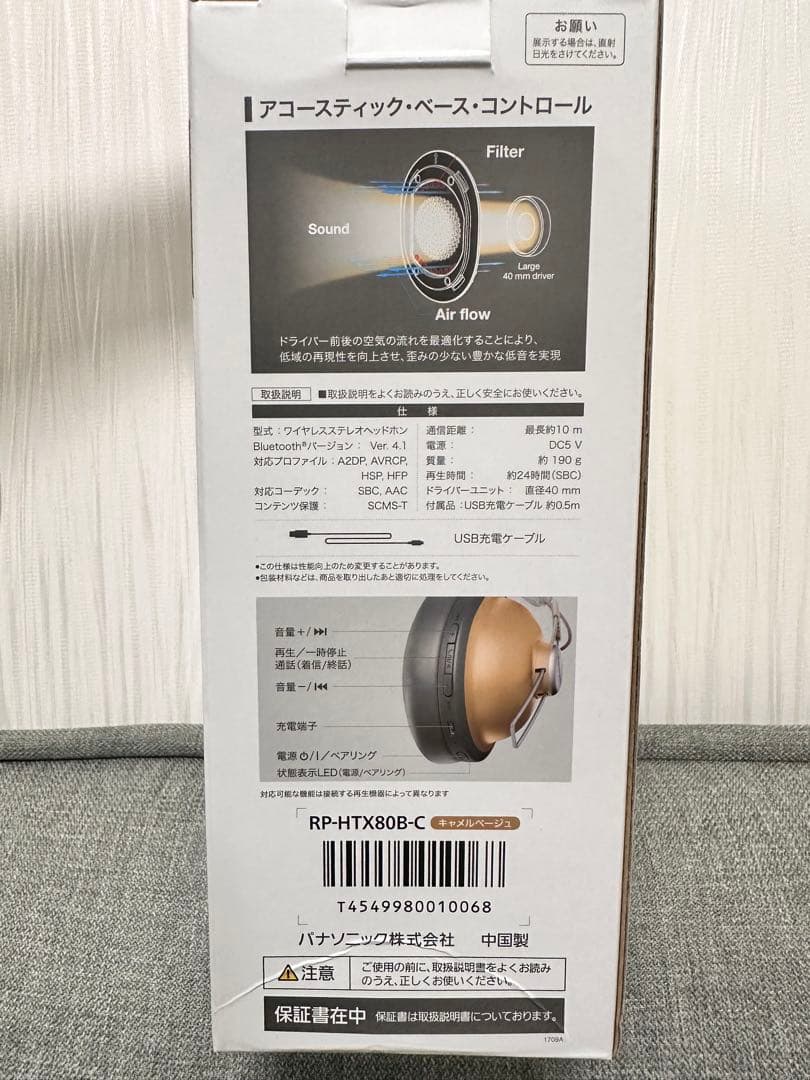 お願い
展示する場合は、直射
日光をさけてください。
アコースティック・ベース・コントロール
Filter
Sound
Large
40 mm driver
Air flow
ドライバー前後の空気の流れを最適化することにより、
低域の再現性を向上させ、歪みの少ない豊かな低音を実現
取扱説明 ■取扱説明をよくお読みのうえ、正しく安全にお使いください。
仕 様
型式：ワイヤレスステレオヘッドホン
Bluetooth®バージョン： Ver. 4.1
対応プロファイル：A2DP, AVRCP,
HSP, HFP
対応コーデック： SBC, AAC
コンテンツ保護： SCMS-T
通信距離： 最長約10 m
電源： DC5 V
質量： 約 190 g
再生時間： 約24時間（SBC）
ドライバーユニット： 直径40 mm
付属品：USB充電ケーブル 約0.5m
USB充電ケーブル
●この仕様は性能向上のため変更することがあります。
●包装材料などは、商品を取り出したあと適切に処理をしてください。
音量＋/⏭
再生／一時停止
通話（着信/終話）
音量－/⏮
充電端子
電源 ⏻/I／ペアリング
状態表示LED（電源/ペアリング）
対応可能な機能は接続する再生機器によって異なります
RP-HTX80B-C キャメルベージュ
T4549980010068
パナソニック株式会社 中国製
⚠注意 ご使用の前に、取扱説明書をよくお読み
のうえ、正しくお使いください。
保証書在中 保証書は取扱説明書についております。
1709A